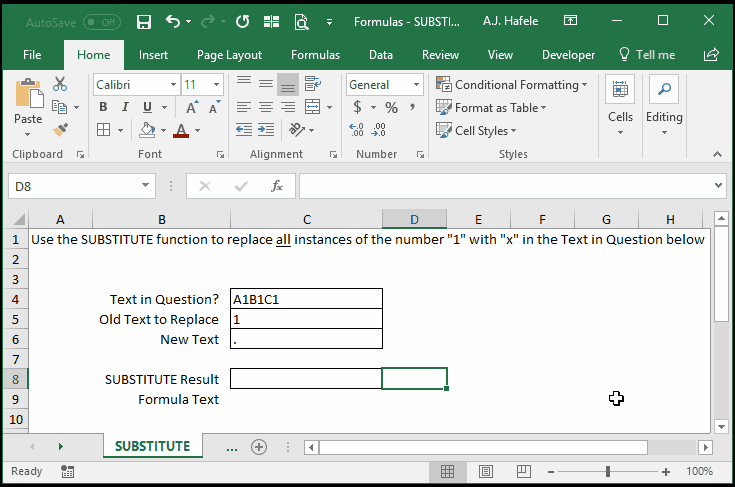 AutoSave Off Formulas - SUBSTI... A.J. Hafele
File Home Insert Page Layout Formulas Data Review View Developer Tell me
Paste Calibri 11 General Conditional Formatting
B I U A A $ % , Format as Table Cells Editing
A .00 .0 Cell Styles
Clipboard Font Alignment Number Styles
D8 fx
A B C D E F G H
1 Use the SUBSTITUTE function to replace all instances of the number "1" with "x" in the Text in Question below
2
3
4 Text in Question? A1B1C1
5 Old Text to Replace 1
6 New Text .
7
8 SUBSTITUTE Result
9 Formula Text
10
SUBSTITUTE ...
Ready 100%